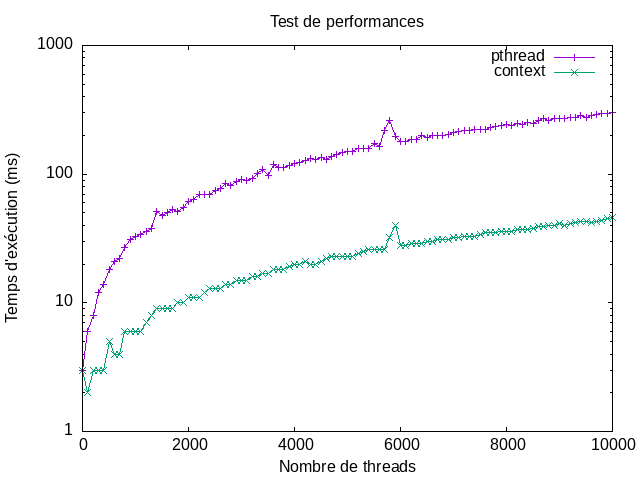 Test de performances
pthread
context
Temps d'exécution (ms)
1000
100
10
1
0
2000
4000
6000
8000
10000
Nombre de threads